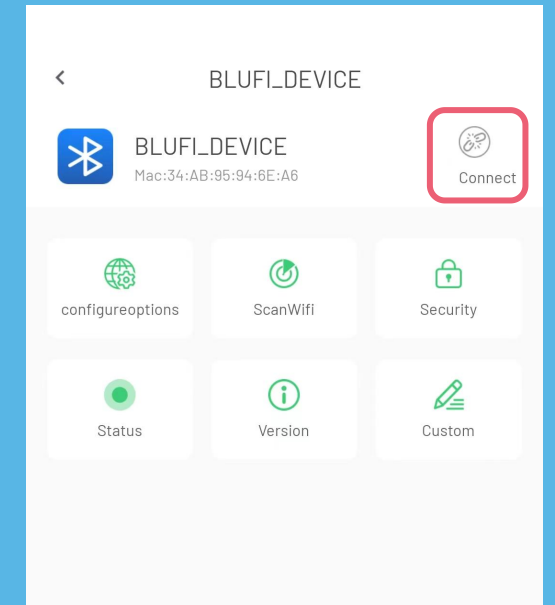 BLUFI_DEVICE
BLUFI_DEVICE
Mac:34:AB:95:94:6E:A6
Connect
configureoptions
ScanWifi
Security
Status
Version
Custom